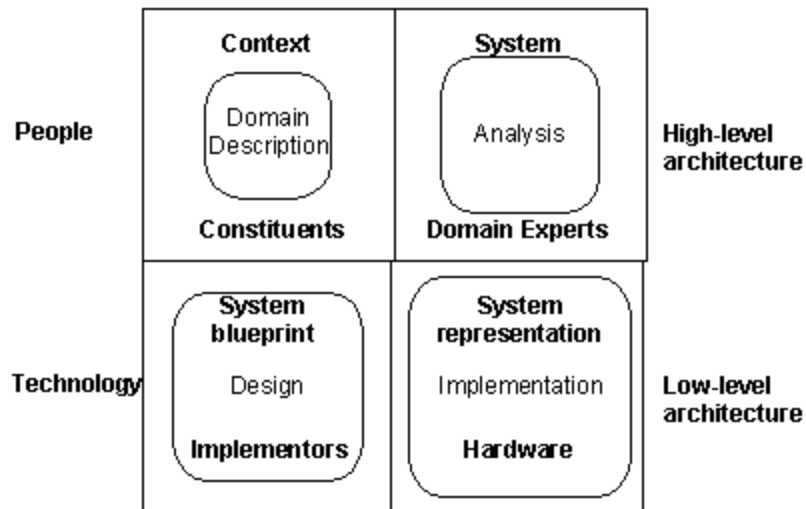 Context
System
Domain
Description
Analysis
People
High-level
architecture
Constituents
Domain Experts
System
blueprint
System
representation
Technology
Design
Implementation
Low-level
architecture
Implementors
Hardware